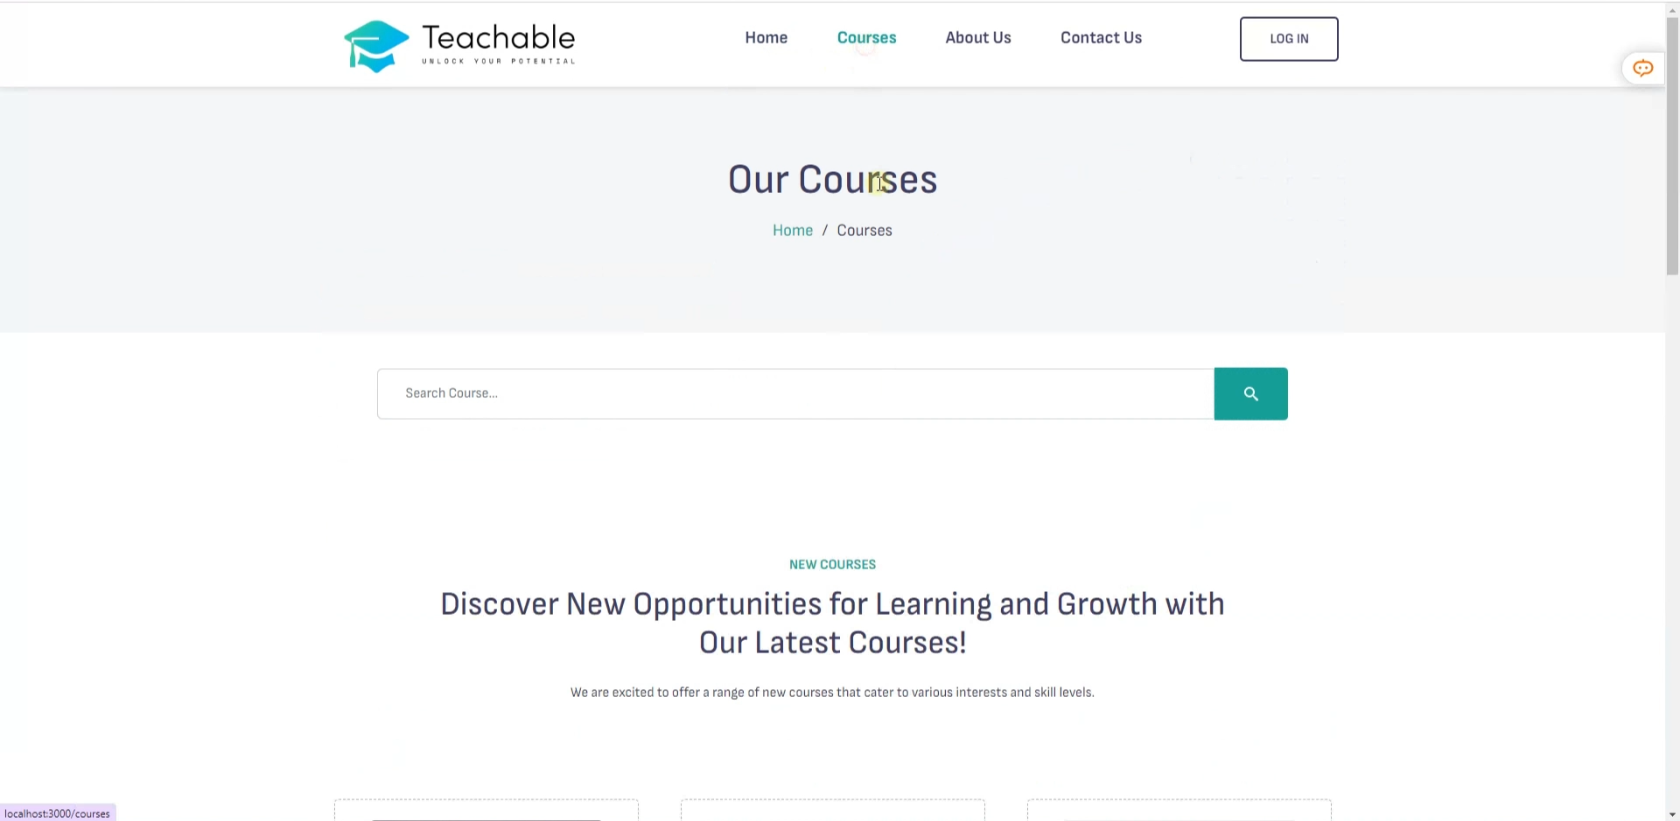 Teachable
UNLOCK YOUR POTENTIAL
Home
Courses
About Us
Contact Us
LOG IN
Our Courses
Home / Courses
Search Course...
NEW COURSES
Discover New Opportunities for Learning and Growth with
Our Latest Courses!
We are excited to offer a range of new courses that cater to various interests and skill levels.
localhost:3000/courses